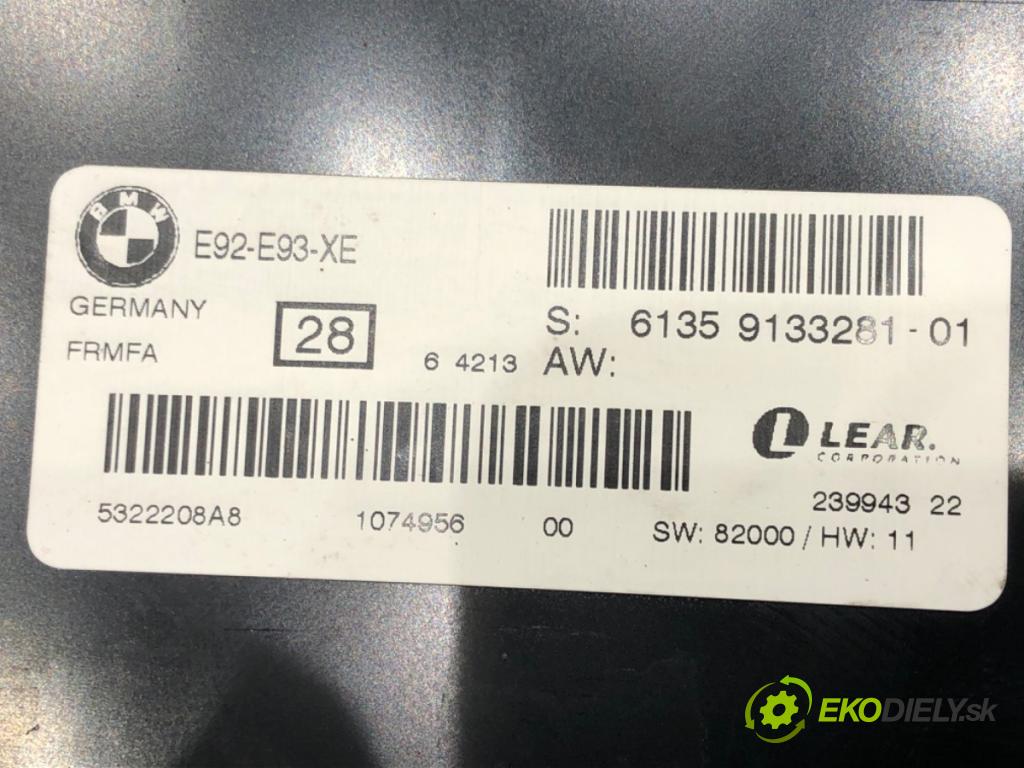 BMW
E92-E93-XE
GERMANY
FRMFA
28
6 4213
S: 6135 9133281-01
AW:
LEAR.
CORPORATION
5322208A8 1074956 00
239943 22
SW: 82000 / HW: 11
EKODIELY.sk